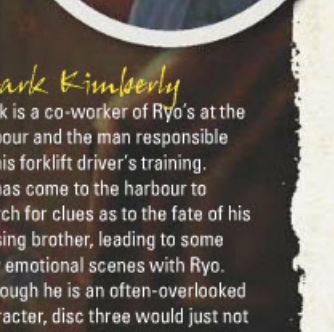 ark Kimberly
k is a co-worker of Ryo's at the
bour and the man responsible
is forklift driver's training.
has come to the harbour to
ch for clues as to the fate of his
sing brother, leading to some
emotional scenes with Ryo.
ough he is an often-overlooked
racter, disc three would just not